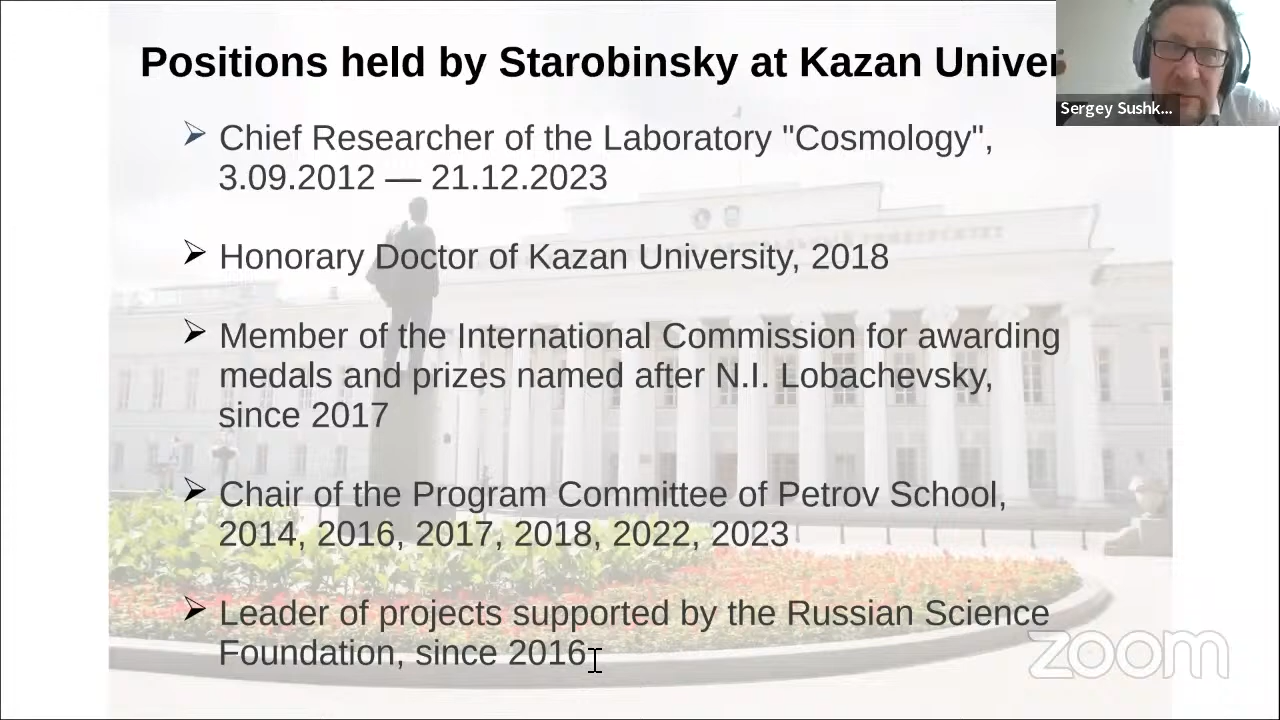 Positions held by Starobinsky at Kazan Univer
Sergey Sushk...
➢ Chief Researcher of the Laboratory "Cosmology",
3.09.2012 — 21.12.2023
➢ Honorary Doctor of Kazan University, 2018
➢ Member of the International Commission for awarding
medals and prizes named after N.I. Lobachevsky,
since 2017
➢ Chair of the Program Committee of Petrov School,
2014, 2016, 2017, 2018, 2022, 2023
➢ Leader of projects supported by the Russian Science
Foundation, since 2016
zoom